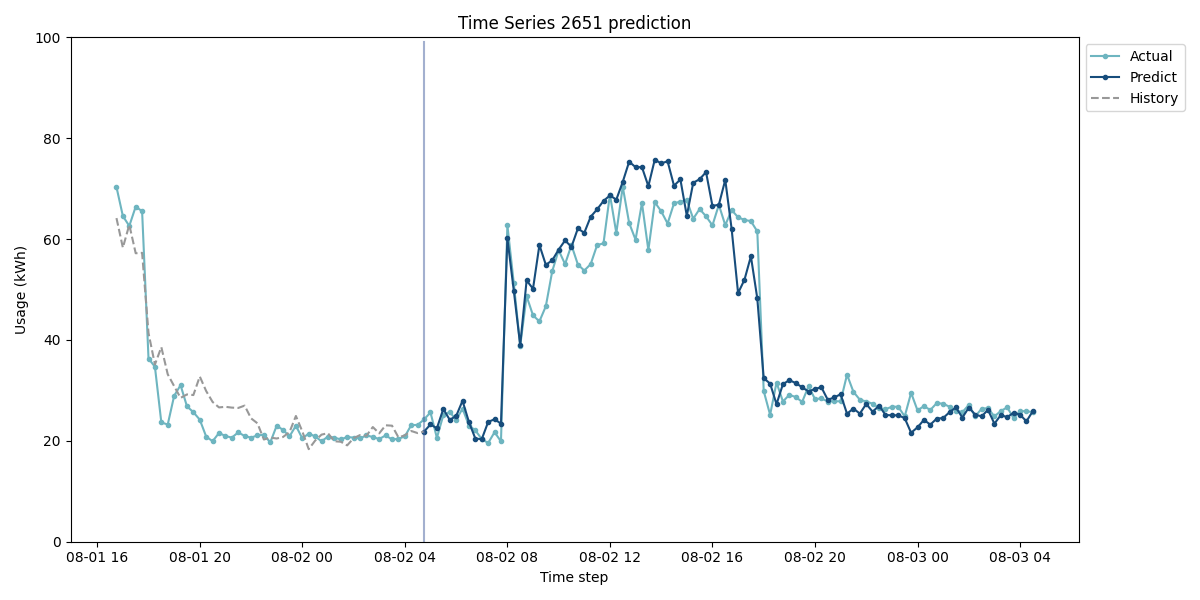 Time Series 2651 prediction
100
80
60
40
20
0
Usage (kWh)
08-01 16
08-01 20
08-02 00
08-02 04
08-02 08
08-02 12
08-02 16
08-02 20
08-03 00
08-03 04
Time step
Actual
Predict
History